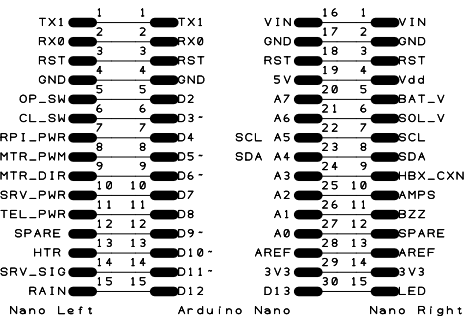 TX1 1 1 TX1 VIN 16 1 VIN
RX0 2 2 RX0 GND 17 2 GND
RST 3 3 RST RST 18 3 RST
GND 4 4 GND 5V 19 4 Vdd
OP_SW 5 5 D2 A7 20 5 BAT_V
CL_SW 6 6 D3~ A6 21 6 SOL_V
RPI_PWR 7 7 D4 SCL A5 22 7 SCL
MTR_PWM 8 8 D5~ SDA A4 23 8 SDA
MTR_DIR 9 9 D6~ A3 24 9 HBX_CXN
SRV_PWR 10 10 D7 A2 25 10 AMPS
TEL_PWR 11 11 D8 A1 26 11 BZZ
SPARE 12 12 D9~ A0 27 12 SPARE
HTR 13 13 D10~ AREF 28 13 AREF
SRV_SIG 14 14 D11~ 3V3 29 14 3V3
RAIN 15 15 D12 D13 30 15 LED
Nano Left Arduino Nano Nano Right